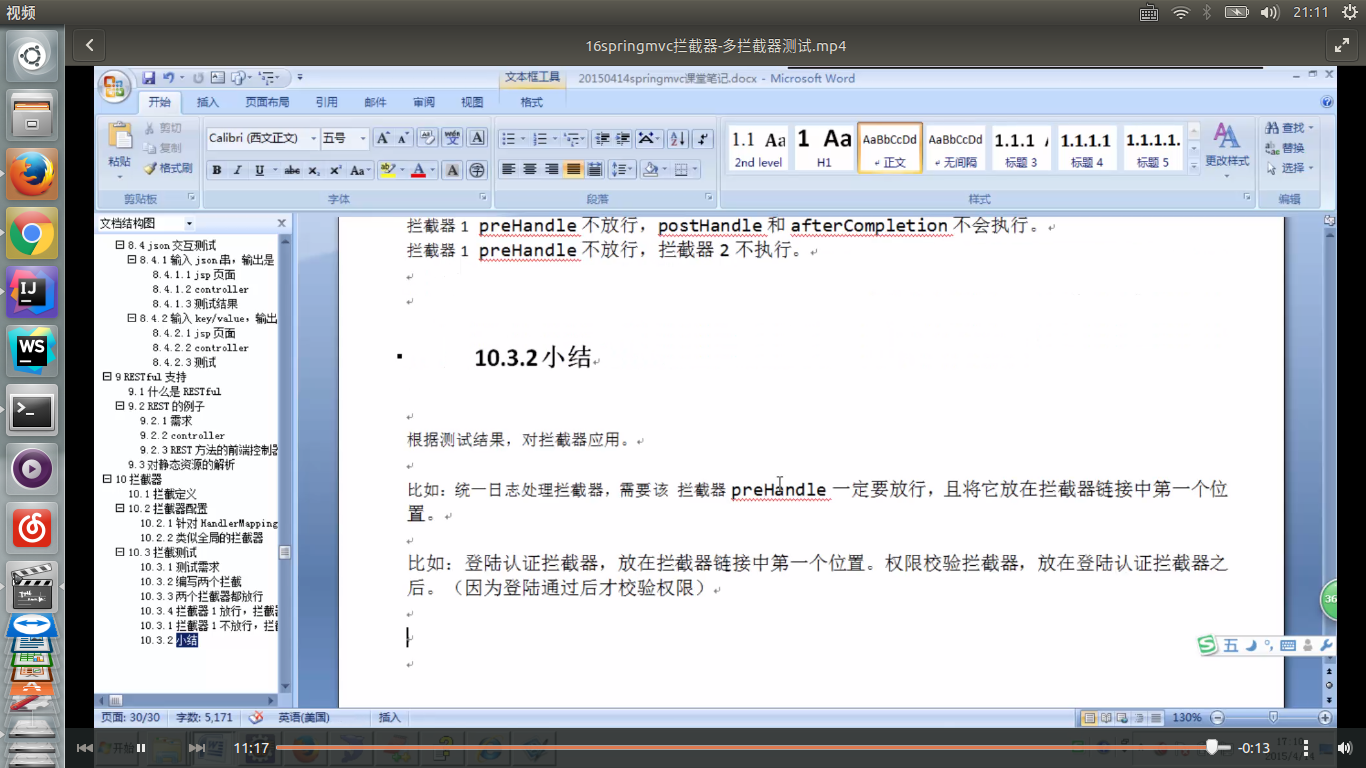 视频
21:11
16springmvc拦截器-多拦截器测试.mp4
文本框工具
20150414springmvc课堂笔记.docx - Microsoft Word
开始 插入 页面布局 引用 邮件 审阅 视图 格式
粘贴
剪切
复制
格式刷
Calibri (西文正文) 五号
1.1 Aa 1 Aa AaBbCcDd AaBbCcDd 1.1.1 1.1.1.1 1.1.1.1.
2nd level H1 正文 无间隔 标题 3 标题 4 标题 5
更改样式
查找
替换
选择
剪贴板 字体 段落 样式 编辑
文档结构图
8.4 json 交互测试
8.4.1 输入 json 串，输出是
8.4.1.1 jsp 页面
8.4.1.2 controller
8.4.1.3 测试结果
8.4.2 输入 key/value，输出
8.4.2.1 jsp 页面
8.4.2.2 controller
8.4.2.3 测试
9 RESTful 支持
9.1 什么是 RESTful
9.2 REST 的例子
9.2.1 需求
9.2.2 controller
9.2.3 REST 方法的前端控制器
9.3 对静态资源的解析
10 拦截器
10.1 拦截定义
10.2 拦截器配置
10.2.1 针对 HandlerMapping
10.2.2 类似全局的拦截器
10.3 拦截测试
10.3.1 测试需求
10.3.2 编写两个拦截
10.3.3 两个拦截器都放行
10.3.4 拦截器 1 放行，拦截
10.3.1 拦截器 1 不放行，拦
10.3.2 小结
拦截器 1 preHandle 不放行，postHandle 和 afterCompletion 不会执行。
拦截器 1 preHandle 不放行，拦截器 2 不执行。
10.3.2 小结
根据测试结果，对拦截器应用。
比如：统一日志处理拦截器，需要该 拦截器 preHandle 一定要放行，且将它放在拦截器链接中第一个位
置。
比如：登陆认证拦截器，放在拦截器链接中第一个位置。权限校验拦截器，放在登陆认证拦截器之
后。（因为登陆通过后才校验权限）
五
页面: 30/30 字数: 5,171 英语(美国) 插入 130%
开始
11:17
-0:13